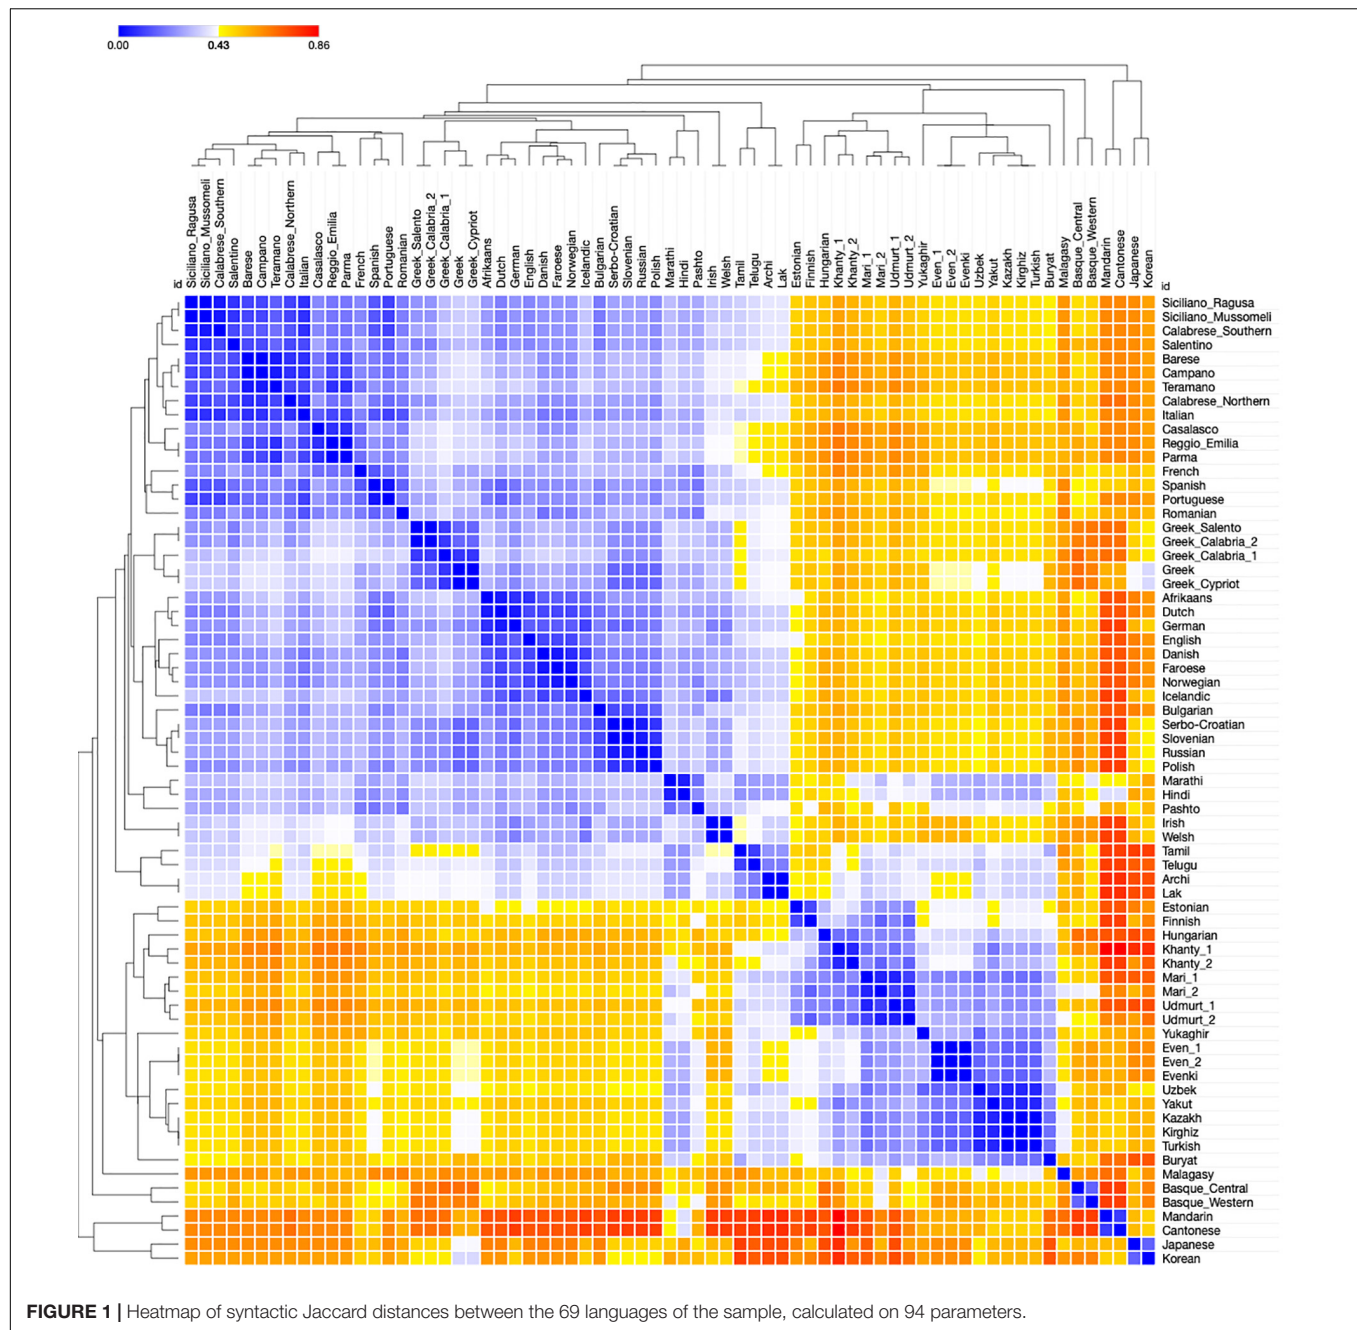 0.00 0.43 0.86
id
Siciliano_Ragusa
Siciliano_Mussomeli
Calabrese_Southern
Salentino
Barese
Campano
Teramano
Calabrese_Northern
Italian
Casalasco
Reggio_Emilia
Parma
French
Spanish
Portuguese
Romanian
Greek_Salento
Greek_Calabria_2
Greek_Calabria_1
Greek
Greek_Cypriot
Afrikaans
Dutch
German
English
Danish
Faroese
Norwegian
Icelandic
Bulgarian
Serbo-Croatian
Slovenian
Russian
Polish
Marathi
Hindi
Pashto
Irish
Welsh
Tamil
Telugu
Archi
Lak
Estonian
Finnish
Hungarian
Khanty_1
Khanty_2
Mari_1
Mari_2
Udmurt_1
Udmurt_2
Yukaghir
Even_1
Even_2
Evenki
Uzbek
Yakut
Kazakh
Kirghiz
Turkish
Buryat
Malagasy
Basque_Central
Basque_Western
Mandarin
Cantonese
Japanese
Korean
id
Siciliano_Ragusa
Siciliano_Mussomeli
Calabrese_Southern
Salentino
Barese
Campano
Teramano
Calabrese_Northern
Italian
Casalasco
Reggio_Emilia
Parma
French
Spanish
Portuguese
Romanian
Greek_Salento
Greek_Calabria_2
Greek_Calabria_1
Greek
Greek_Cypriot
Afrikaans
Dutch
German
English
Danish
Faroese
Norwegian
Icelandic
Bulgarian
Serbo-Croatian
Slovenian
Russian
Polish
Marathi
Hindi
Pashto
Irish
Welsh
Tamil
Telugu
Archi
Lak
Estonian
Finnish
Hungarian
Khanty_1
Khanty_2
Mari_1
Mari_2
Udmurt_1
Udmurt_2
Yukaghir
Even_1
Even_2
Evenki
Uzbek
Yakut
Kazakh
Kirghiz
Turkish
Buryat
Malagasy
Basque_Central
Basque_Western
Mandarin
Cantonese
Japanese
Korean
FIGURE 1 | Heatmap of syntactic Jaccard distances between the 69 languages of the sample, calculated on 94 parameters.